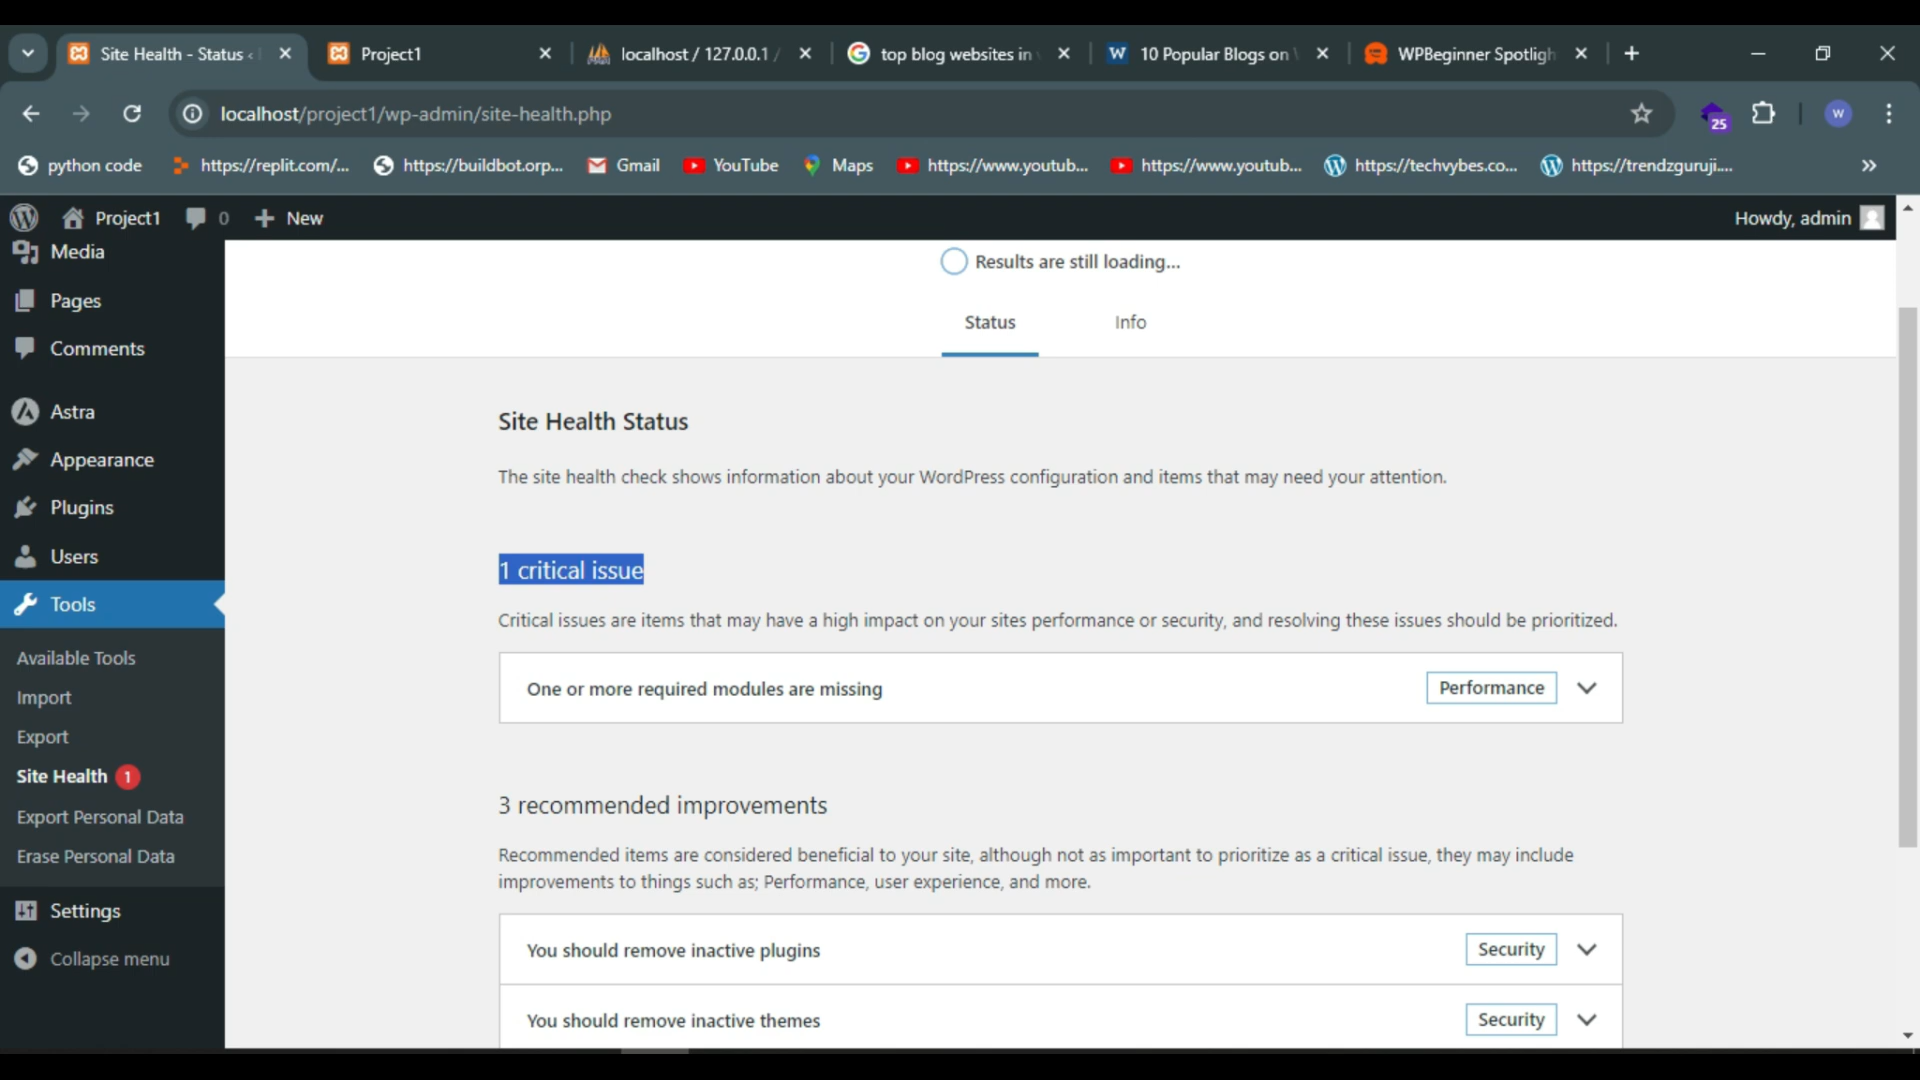 Site Health - Status ‹
Project1
localhost / 127.0.0.1 /
top blog websites in
10 Popular Blogs on
WPBeginner Spotligh
localhost/project1/wp-admin/site-health.php
25
W
python code
https://replit.com/...
https://buildbot.orp...
Gmail
YouTube
Maps
https://www.youtub...
https://www.youtub...
https://techvybes.co...
https://trendzguruji....
»
Project1
0
New
Howdy, admin
Media
Pages
Comments
Astra
Appearance
Plugins
Users
Tools
Available Tools
Import
Export
Site Health 1
Export Personal Data
Erase Personal Data
Settings
Collapse menu
Results are still loading...
Status
Info
Site Health Status
The site health check shows information about your WordPress configuration and items that may need your attention.
1 critical issue
Critical issues are items that may have a high impact on your sites performance or security, and resolving these issues should be prioritized.
One or more required modules are missing
Performance
3 recommended improvements
Recommended items are considered beneficial to your site, although not as important to prioritize as a critical issue, they may include
improvements to things such as; Performance, user experience, and more.
You should remove inactive plugins
Security
You should remove inactive themes
Security